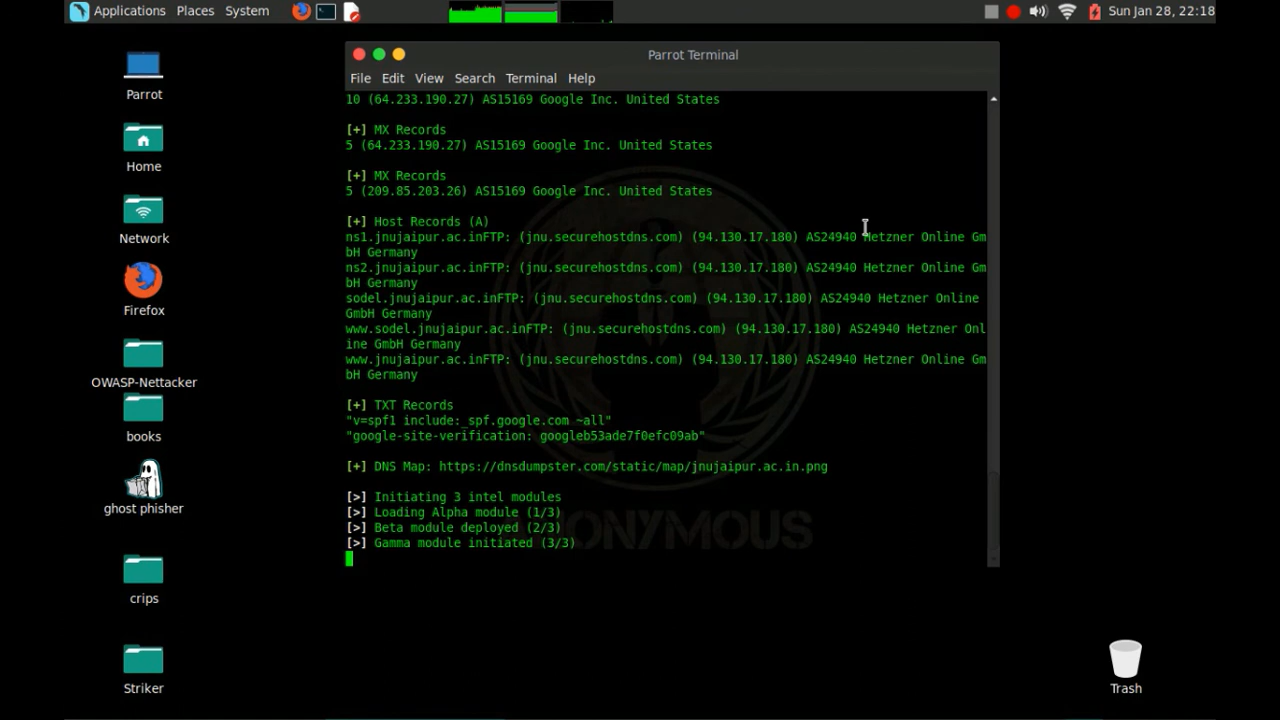 Applications Places System
Sun Jan 28, 22:18
Parrot
Home
Network
Firefox
OWASP-Nettacker
books
ghost phisher
crips
Striker
Parrot Terminal
File Edit View Search Terminal Help
10 (64.233.190.27) AS15169 Google Inc. United States
[+] MX Records
5 (64.233.190.27) AS15169 Google Inc. United States
[+] MX Records
5 (209.85.203.26) AS15169 Google Inc. United States
[+] Host Records (A)
ns1.jnujaipur.ac.inFTP: (jnu.securehostdns.com) (94.130.17.180) AS24940 Hetzner Online Gm
bH Germany
ns2.jnujaipur.ac.inFTP: (jnu.securehostdns.com) (94.130.17.180) AS24940 Hetzner Online Gm
bH Germany
sodel.jnujaipur.ac.inFTP: (jnu.securehostdns.com) (94.130.17.180) AS24940 Hetzner Online
GmbH Germany
www.sodel.jnujaipur.ac.inFTP: (jnu.securehostdns.com) (94.130.17.180) AS24940 Hetzner Onl
ine GmbH Germany
www.jnujaipur.ac.inFTP: (jnu.securehostdns.com) (94.130.17.180) AS24940 Hetzner Online Gm
bH Germany
[+] TXT Records
"v=spf1 include:_spf.google.com ~all"
"google-site-verification: googleb53ade7f0efc09ab"
[+] DNS Map: https://dnsdumpster.com/static/map/jnujaipur.ac.in.png
[>] Initiating 3 intel modules
[>] Loading Alpha module (1/3)
[>] Beta module deployed (2/3)
[>] Gamma module initiated (3/3)
ANONYMOUS
Trash